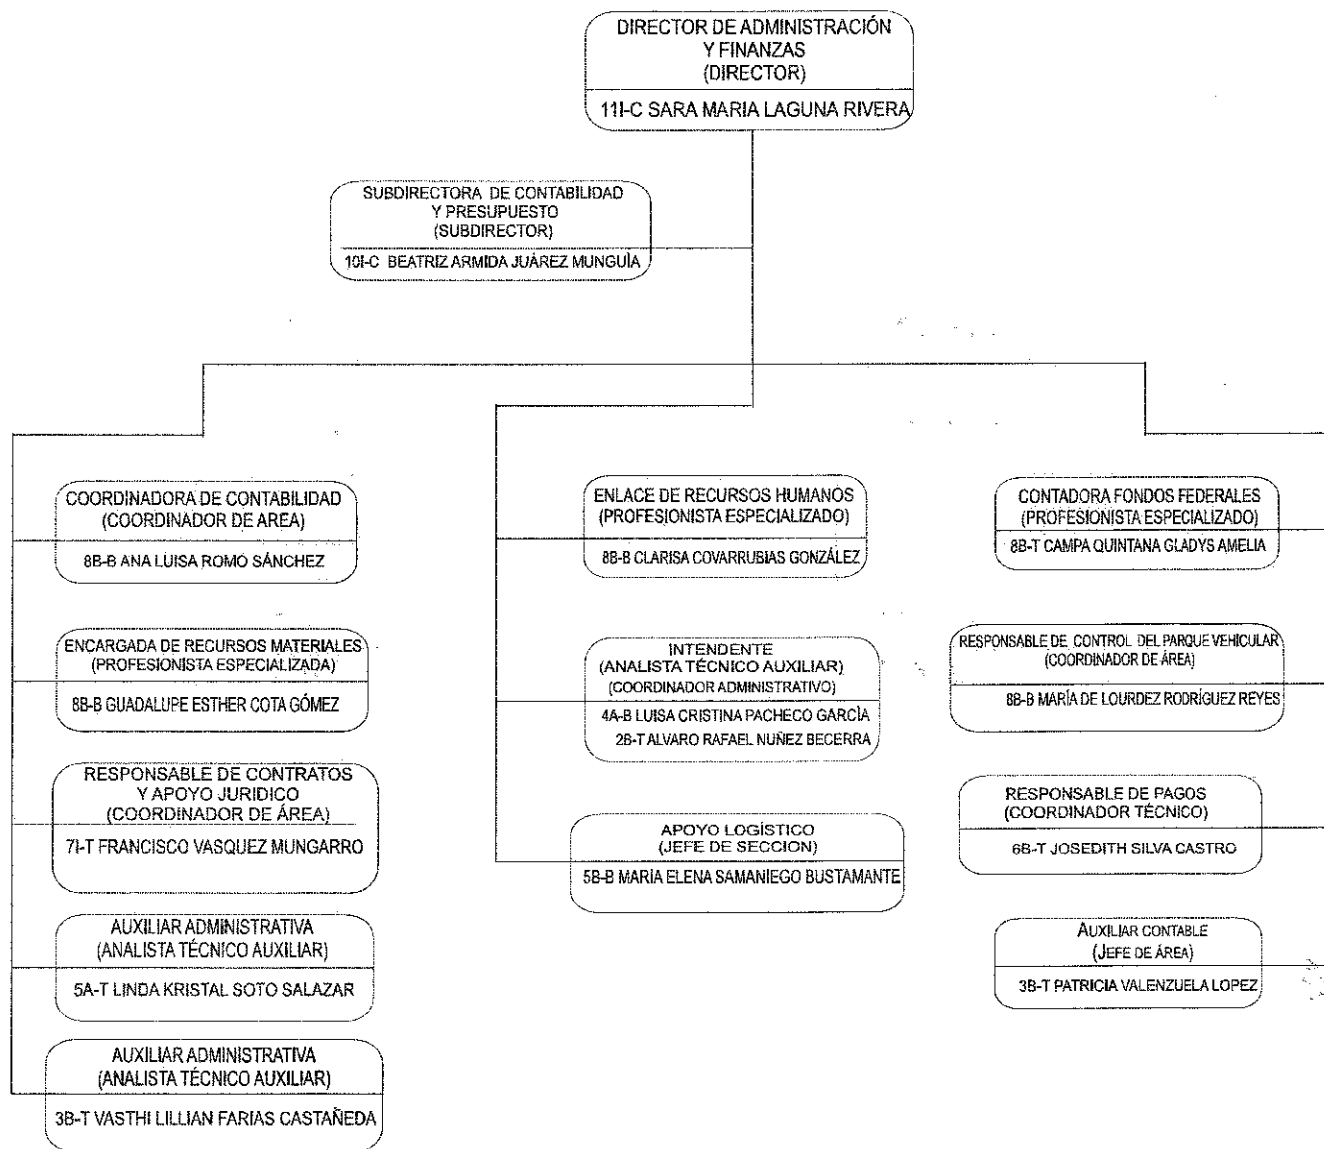 DIRECTOR DE ADMINISTRACIÓN
Y FINANZAS
(DIRECTOR)
11I-C SARA MARIA LAGUNA RIVERA
SUBDIRECTORA DE CONTABILIDAD
Y PRESUPUESTO
(SUBDIRECTOR)
10I-C BEATRIZ ARMIDA JUÁREZ MUNGUÌA
COORDINADORA DE CONTABILIDAD
(COORDINADOR DE AREA)
8B-B ANA LUISA ROMO SÁNCHEZ
ENCARGADA DE RECURSOS MATERIALES
(PROFESIONISTA ESPECIALIZADA)
8B-B GUADALUPE ESTHER COTA GÓMEZ
RESPONSABLE DE CONTRATOS
Y APOYO JURIDICO
(COORDINADOR DE ÁREA)
7I-T FRANCISCO VASQUEZ MUNGARRO
AUXILIAR ADMINISTRATIVA
(ANALISTA TÉCNICO AUXILIAR)
5A-T LINDA KRISTAL SOTO SALAZAR
AUXILIAR ADMINISTRATIVA
(ANALISTA TÉCNICO AUXILIAR)
3B-T VASTHI LILLIAN FARIAS CASTAÑEDA
ENLACE DE RECURSOS HUMANOS
(PROFESIONISTA ESPECIALIZADO)
8B-B CLARISA COVARRUBIAS GONZÁLEZ
INTENDENTE
(ANALISTA TÉCNICO AUXILIAR)
(COORDINADOR ADMINISTRATIVO)
4A-B LUISA CRISTINA PACHECO GARCÌA
2B-T ALVARO RAFAEL NUÑEZ BECERRA
APOYO LOGÍSTICO
(JEFE DE SECCION)
5B-B MARÍA ELENA SAMANIEGO BUSTAMANTE
CONTADORA FONDOS FEDERALES
(PROFESIONISTA ESPECIALIZADO)
8B-T CAMPA QUINTANA GLADYS AMELIA
RESPONSABLE DE CONTROL DEL PARQUE VEHICULAR
(COORDINADOR DE ÁREA)
8B-B MARÍA DE LOURDEZ RODRÍGUEZ REYES
RESPONSABLE DE PAGOS
(COORDINADOR TÉCNICO)
6B-T JOSEDITH SILVA CASTRO
AUXILIAR CONTABLE
(JEFE DE ÁREA)
3B-T PATRICIA VALENZUELA LOPEZ